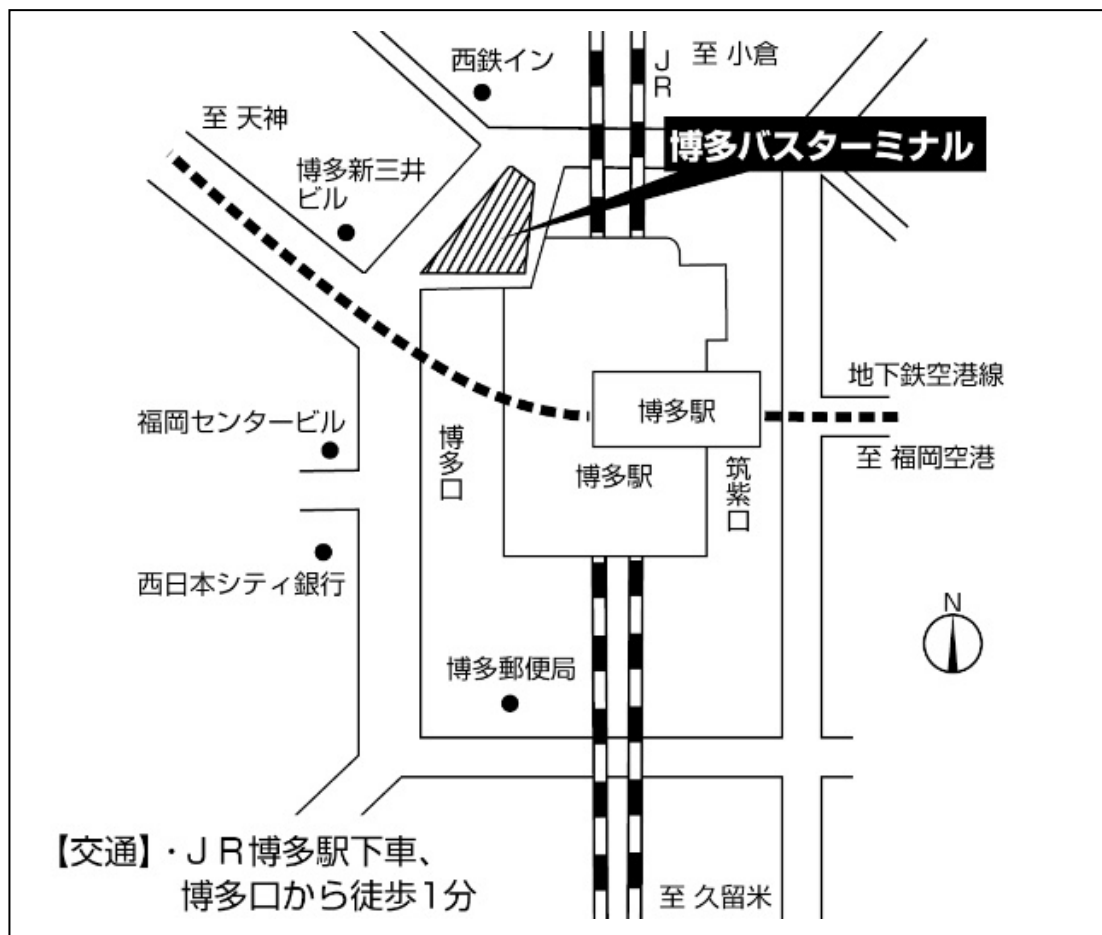 西鉄イン
JR
至 小倉
至 天神
博多バスターミナル
博多新三井
ビル
地下鉄空港線
福岡センタービル
博多口
博多駅
博多駅
筑紫口
至 福岡空港
西日本シティ銀行
N
博多郵便局
【交通】・JR博多駅下車、
博多口から徒歩1分
至 久留米